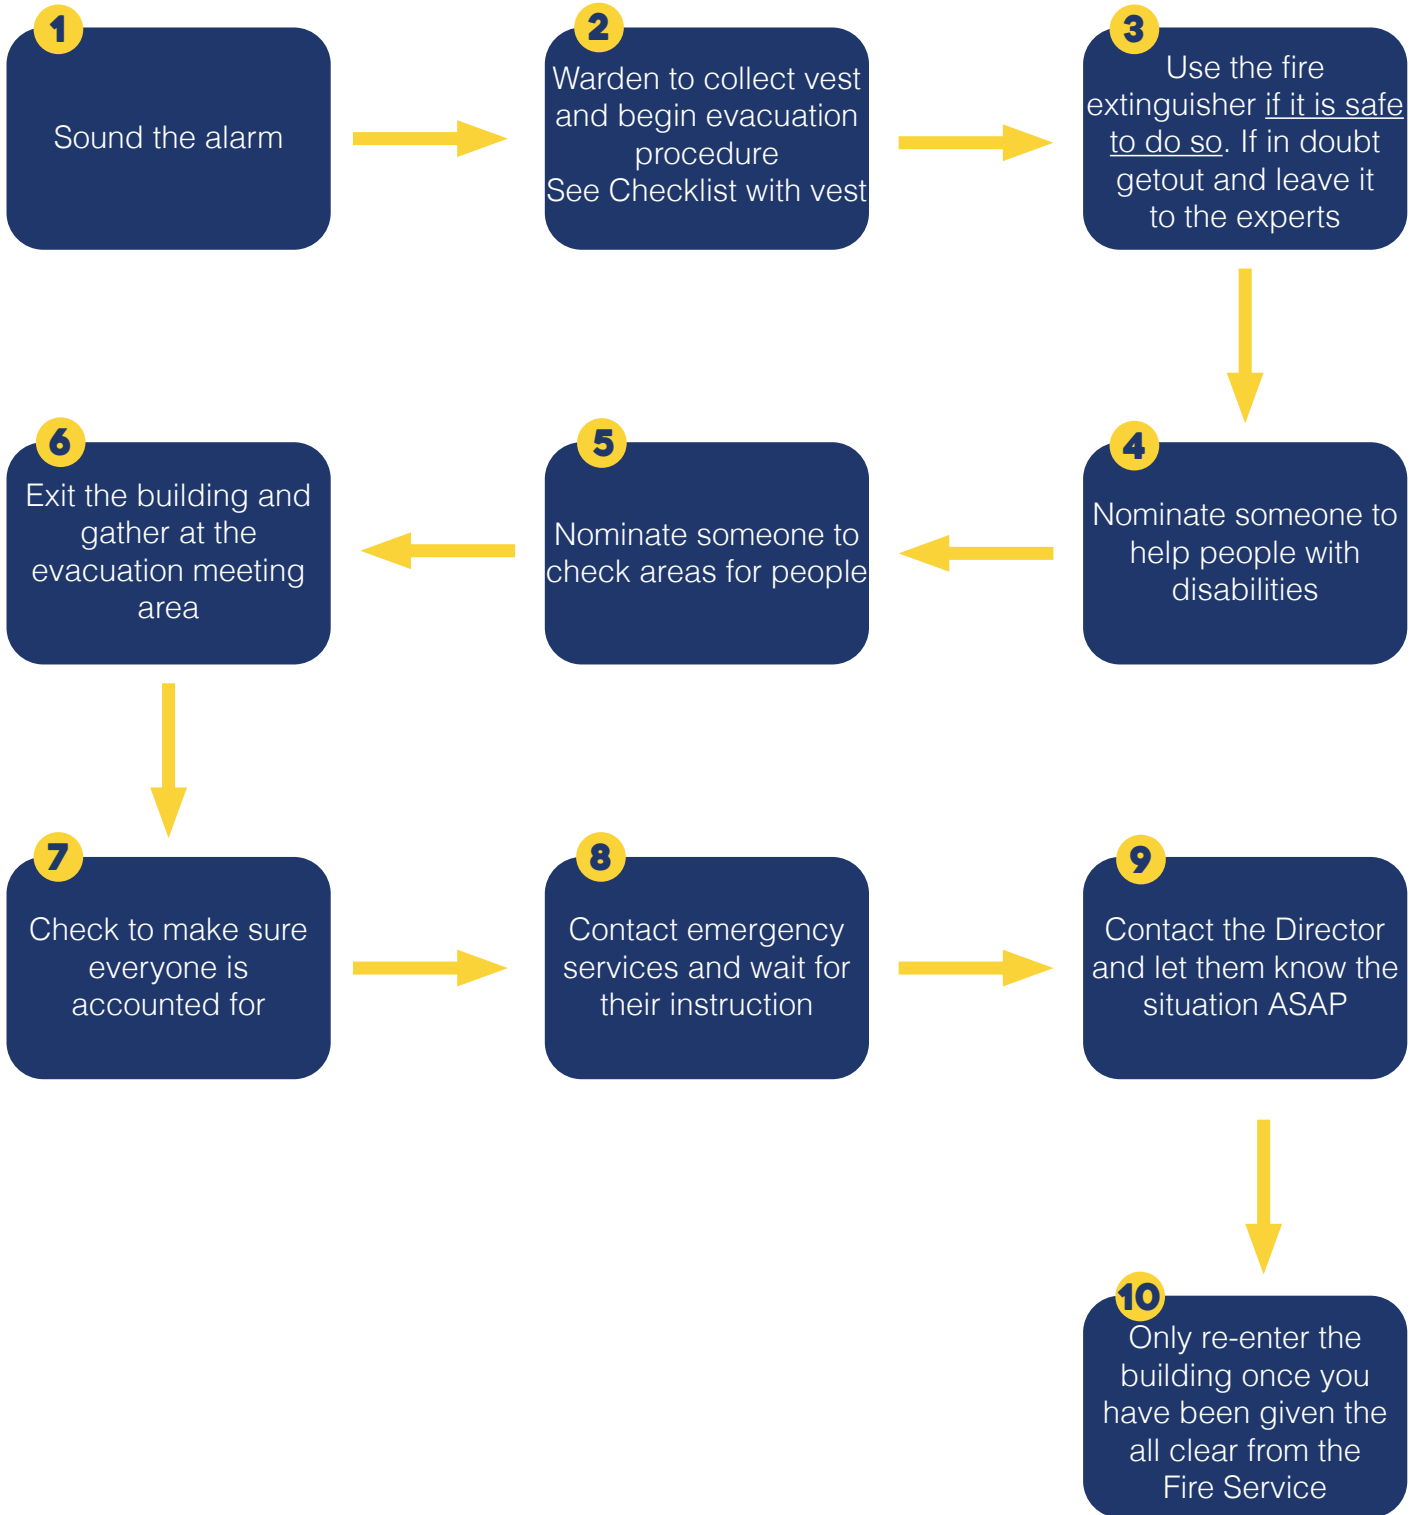 1
Sound the alarm
2
Warden to collect vest
and begin evacuation
procedure
See Checklist with vest
3
Use the fire
extinguisher if it is safe
to do so. If in doubt
getout and leave it
to the experts
4
Nominate someone to
help people with
disabilities
5
Nominate someone to
check areas for people
6
Exit the building and
gather at the
evacuation meeting
area
7
Check to make sure
everyone is
accounted for
8
Contact emergency
services and wait for
their instruction
9
Contact the Director
and let them know the
situation ASAP
10
Only re-enter the
building once you
have been given the
all clear from the
Fire Service